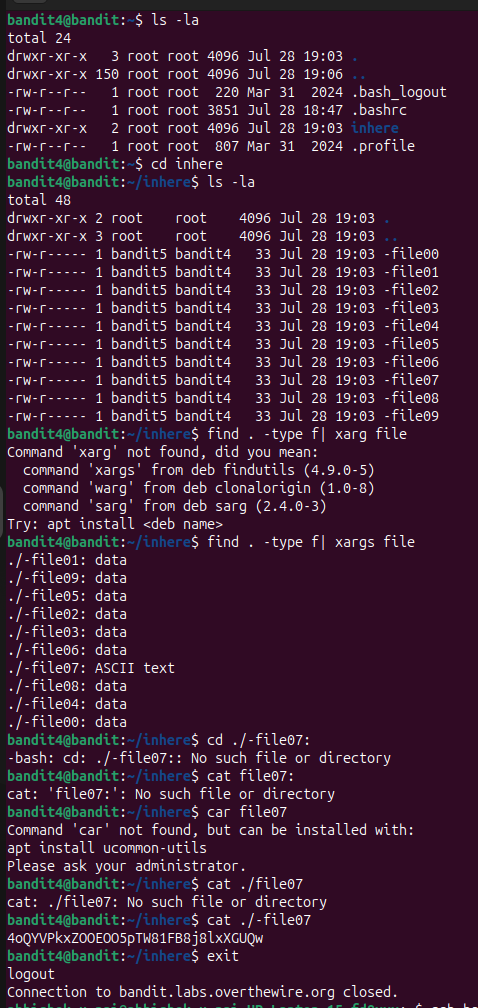 bandit4@bandit:~$ ls -la
total 24
drwxr-xr-x   3 root root 4096 Jul 28 19:03 .
drwxr-xr-x 150 root root 4096 Jul 28 19:06 ..
-rw-r--r--   1 root root  220 Mar 31  2024 .bash_logout
-rw-r--r--   1 root root 3851 Jul 28 18:47 .bashrc
drwxr-xr-x   2 root root 4096 Jul 28 19:03 inhere
-rw-r--r--   1 root root  807 Mar 31  2024 .profile
bandit4@bandit:~$ cd inhere
bandit4@bandit:~/inhere$ ls -la
total 48
drwxr-xr-x 2 root    root    4096 Jul 28 19:03 .
drwxr-xr-x 3 root    root    4096 Jul 28 19:03 ..
-rw-r----- 1 bandit5 bandit4   33 Jul 28 19:03 -file00
-rw-r----- 1 bandit5 bandit4   33 Jul 28 19:03 -file01
-rw-r----- 1 bandit5 bandit4   33 Jul 28 19:03 -file02
-rw-r----- 1 bandit5 bandit4   33 Jul 28 19:03 -file03
-rw-r----- 1 bandit5 bandit4   33 Jul 28 19:03 -file04
-rw-r----- 1 bandit5 bandit4   33 Jul 28 19:03 -file05
-rw-r----- 1 bandit5 bandit4   33 Jul 28 19:03 -file06
-rw-r----- 1 bandit5 bandit4   33 Jul 28 19:03 -file07
-rw-r----- 1 bandit5 bandit4   33 Jul 28 19:03 -file08
-rw-r----- 1 bandit5 bandit4   33 Jul 28 19:03 -file09
bandit4@bandit:~/inhere$ find . -type f| xarg file
Command 'xarg' not found, did you mean:
  command 'xargs' from deb findutils (4.9.0-5)
  command 'warg' from deb clonalorigin (1.0-8)
  command 'sarg' from deb sarg (2.4.0-3)
Try: apt install <deb name>
bandit4@bandit:~/inhere$ find . -type f| xargs file
./-file01: data
./-file09: data
./-file05: data
./-file02: data
./-file03: data
./-file06: data
./-file07: ASCII text
./-file08: data
./-file04: data
./-file00: data
bandit4@bandit:~/inhere$ cd ./-file07:
-bash: cd: ./-file07:: No such file or directory
bandit4@bandit:~/inhere$ cat file07:
cat: 'file07:': No such file or directory
bandit4@bandit:~/inhere$ car file07
Command 'car' not found, but can be installed with:
apt install ucommon-utils
Please ask your administrator.
bandit4@bandit:~/inhere$ cat ./file07
cat: ./file07: No such file or directory
bandit4@bandit:~/inhere$ cat ./-file07
4oQYVPkxZOOEOO5pTW81FB8j8lxXGUQw
bandit4@bandit:~/inhere$ exit
logout
Connection to bandit.labs.overthewire.org closed.